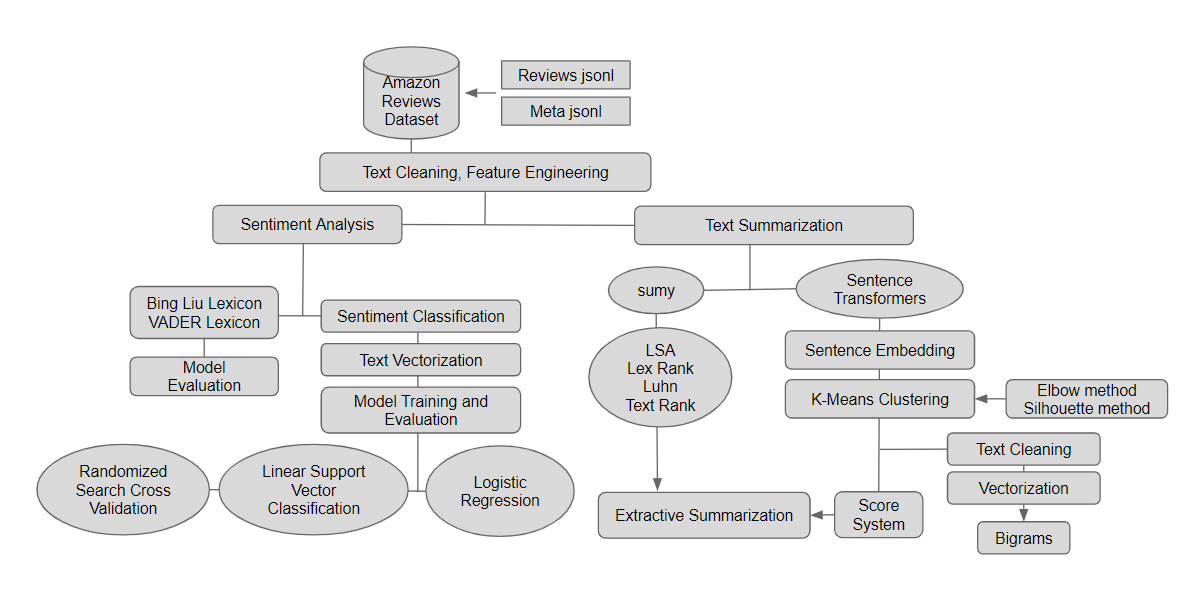 Amazon
Reviews
Dataset
Reviews jsonl
Meta jsonl
Text Cleaning, Feature Engineering
Sentiment Analysis
Text Summarization
Bing Liu Lexicon
VADER Lexicon
Model
Evaluation
Sentiment Classification
Text Vectorization
Model Training and
Evaluation
Randomized
Search Cross
Validation
Linear Support
Vector
Classification
Logistic
Regression
sumy
Sentence
Transformers
LSA
Lex Rank
Luhn
Text Rank
Sentence Embedding
K-Means Clustering
Elbow method
Silhouette method
Text Cleaning
Vectorization
Bigrams
Score
System
Extractive Summarization